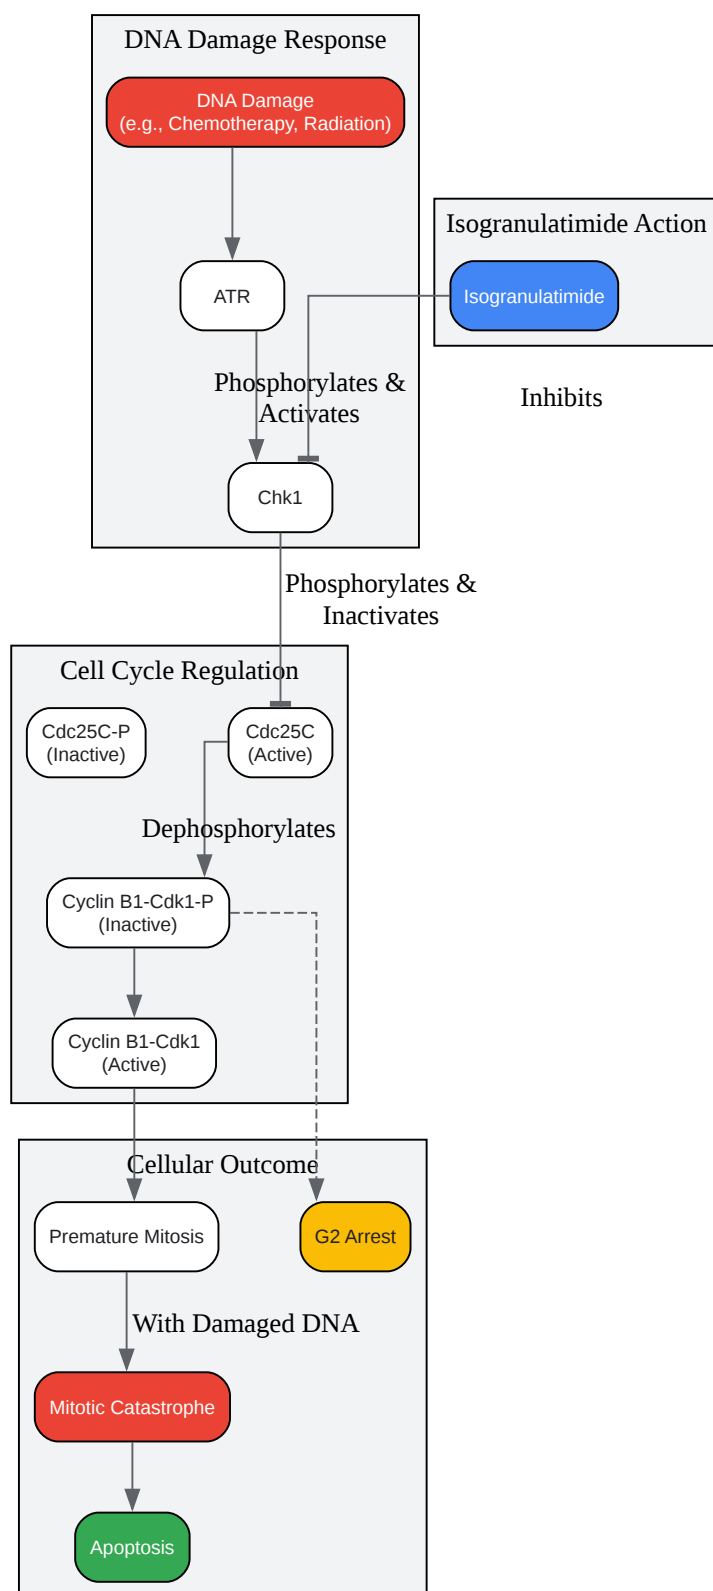 DNA Damage Response
DNA Damage
(e.g., Chemotherapy, Radiation)
Isogranulatimide Action
Isogranulatimide
ATR
Phosphorylates &
Activates
Inhibits
Chk1
Phosphorylates &
Inactivates
Cell Cycle Regulation
Cdc25C-P
(Inactive)
Cdc25C
(Active)
Dephosphorylates
Cyclin B1-Cdk1-P
(Inactive)
Cyclin B1-Cdk1
(Active)
Cellular Outcome
Premature Mitosis
G2 Arrest
With Damaged DNA
Mitotic Catastrophe
Apoptosis